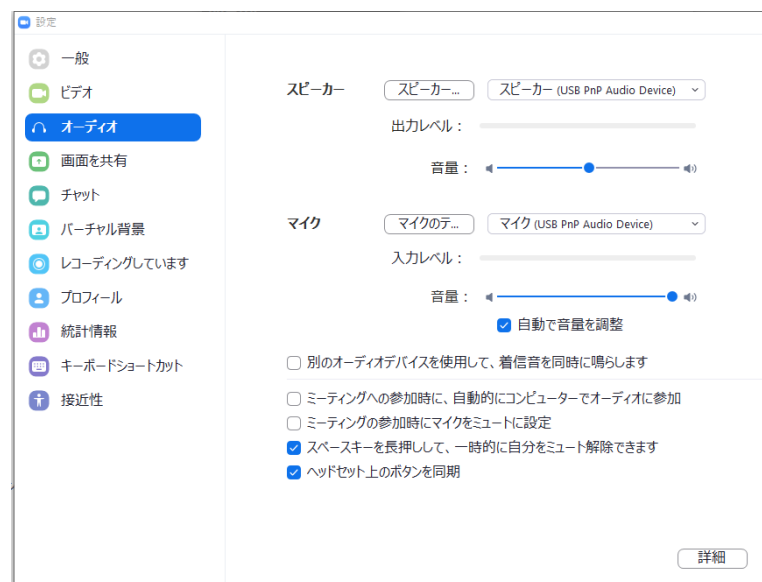 設定
一般
ビデオ
オーディオ
画面を共有
チャット
バーチャル背景
レコーディングしています
プロフィール
統計情報
キーボードショートカット
接近性
スピーカー スピーカー... スピーカー (USB PnP Audio Device)
出力レベル：
音量：
マイク マイクのテ... マイク (USB PnP Audio Device)
入力レベル：
音量：
自動で音量を調整
別のオーディオデバイスを使用して、着信音を同時に鳴らします
ミーティングへの参加時に、自動的にコンピューターでオーディオに参加
ミーティングの参加時にマイクをミュートに設定
スペースキーを長押しして、一時的に自分をミュート解除できます
ヘッドセット上のボタンを同期
詳細